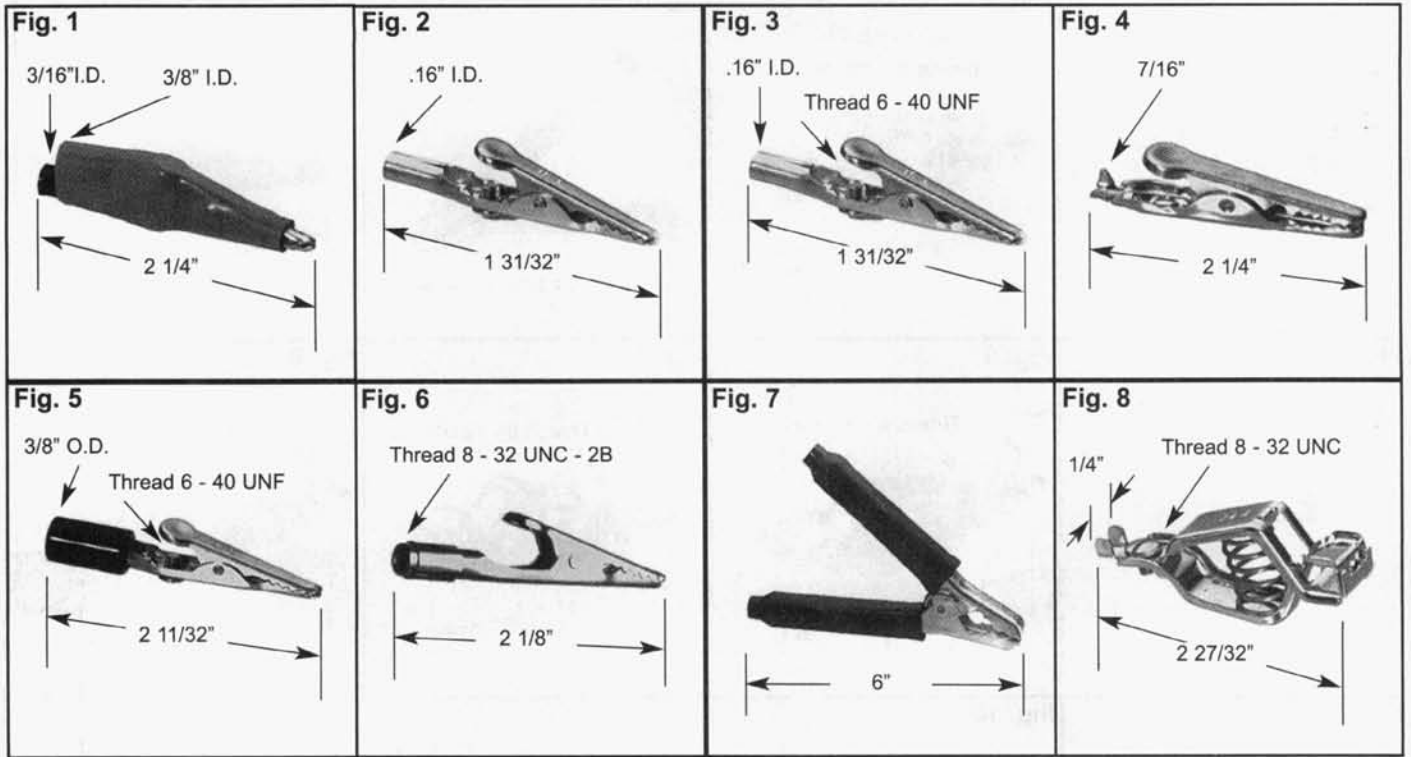 Fig. 1
3/16”I.D.
3/8” I.D.
2 1/4”
Fig. 2
.16” I.D.
1 31/32”
Fig. 3
.16” I.D.
Thread 6 - 40 UNF
1 31/32”
Fig. 4
7/16”
2 1/4”
Fig. 5
3/8” O.D.
Thread 6 - 40 UNF
2 11/32”
Fig. 6
Thread 8 - 32 UNC - 2B
2 1/8”
Fig. 7
6”
Fig. 8
1/4”
Thread 8 - 32 UNC
2 27/32”